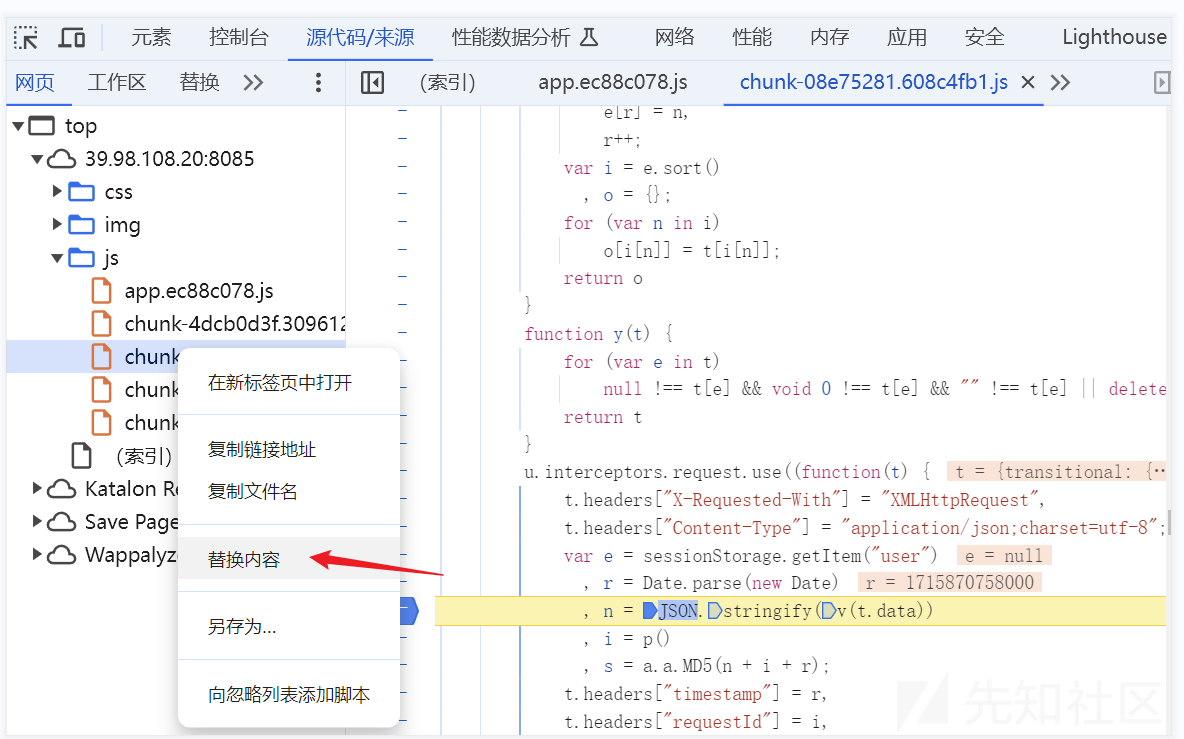 元素 控制台 源代码/来源 性能数据分析 网络 性能 内存 应用 安全 Lighthouse
网页 工作区 替换 (索引) app.ec88c078.js chunk-08e75281.608c4fb1.js
top
39.98.108.20:8085
css
img
js
app.ec88c078.js
chunk-4dcb0d3f.309612
chunk
chunk
chunk
(索引)
Katalon Re
Save Page
Wappalyz
在新标签页中打开
复制链接地址
复制文件名
替换内容
另存为...
向忽略列表添加脚本
e[r] = n,
r++;
var i = e.sort()
, o = {};
for (var n in i)
o[i[n]] = t[i[n]];
return o
}
function y(t) {
for (var e in t)
null !== t[e] && void 0 !== t[e] && "" !== t[e] || delete
return t
}
u.interceptors.request.use((function(t) { t = {transitional: {…
t.headers["X-Requested-With"] = "XMLHttpRequest",
t.headers["Content-Type"] = "application/json;charset=utf-8";
var e = sessionStorage.getItem("user") e = null
, r = Date.parse(new Date) r = 1715870758000
, n = JSON.stringify(v(t.data))
, i = p()
, s = a.a.MD5(n + i + r);
t.headers["timestamp"] = r,
t.headers["requestId"] = i,
先知社区